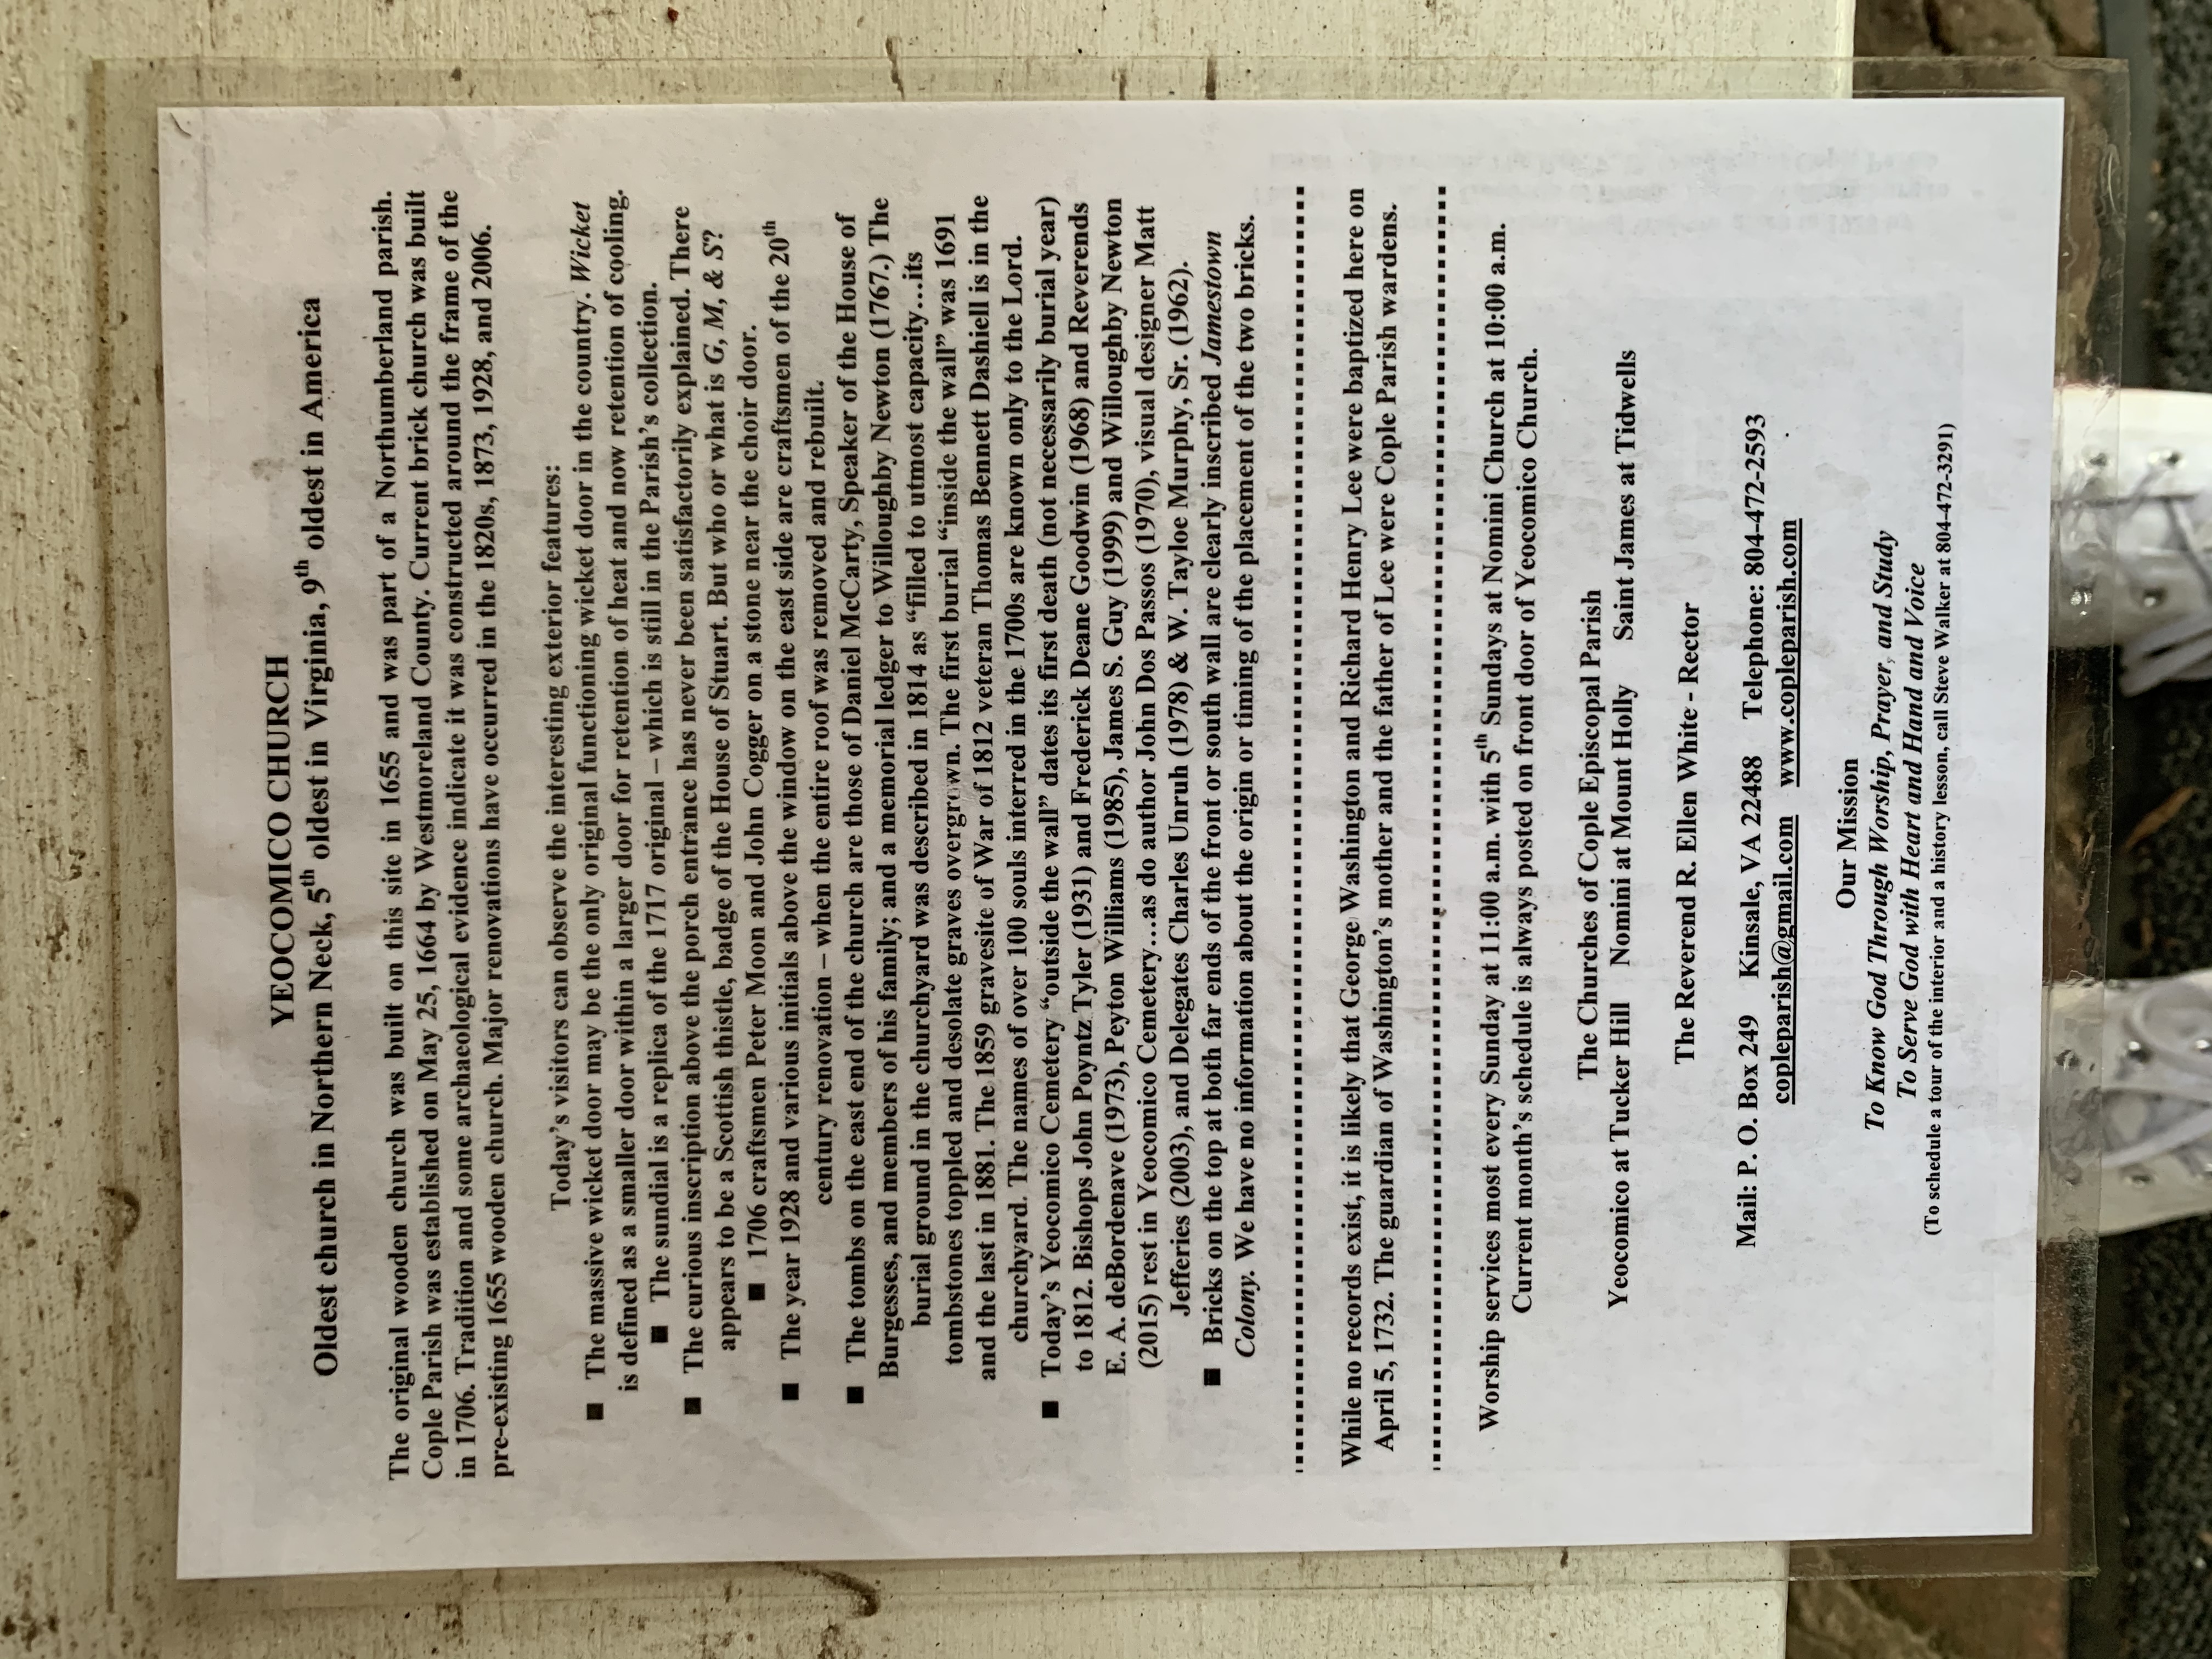 YEOCOMICO CHURCH
Oldest church in Northern Neck, 5th oldest in Virginia, 9th oldest in America
The original wooden church was built on this site in 1655 and was part of a Northumberland parish.
Cople Parish was established on May 25, 1664 by Westmoreland County. Current brick church was built
in 1706. Tradition and some archaeological evidence indicate it was constructed around the frame of the
pre-existing 1655 wooden church. Major renovations have occurred in the 1820s, 1873, 1928, and 2006.
Today's visitors can observe the interesting exterior features:
■ The massive wicket door may be the only original functioning wicket door in the country. Wicket
is defined as a smaller door within a larger door for retention of heat and now retention of cooling.
■ The sundial is a replica of the 1717 original – which is still in the Parish's collection.
■ The curious inscription above the porch entrance has never been satisfactorily explained. There
appears to be a Scottish thistle, badge of the House of Stuart. But who or what is G, M, & S?
■ 1706 craftsmen Peter Moon and John Cogger on a stone near the choir door.
■ The year 1928 and various initials above the window on the east side are craftsmen of the 20th
century renovation – when the entire roof was removed and rebuilt.
■ The tombs on the east end of the church are those of Daniel McCarty, Speaker of the House of
Burgesses, and members of his family; and a memorial ledger to Willoughby Newton (1767.) The
burial ground in the churchyard was described in 1814 as “filled to utmost capacity…its
tombstones toppled and desolate graves overgrown. The first burial “inside the wall” was 1691
and the last in 1881. The 1859 gravesite of War of 1812 veteran Thomas Bennett Dashiell is in the
churchyard. The names of over 100 souls interred in the 1700s are known only to the Lord.
■ Today's Yeocomico Cemetery “outside the wall” dates its first death (not necessarily burial year)
to 1812. Bishops John Poyntz Tyler (1931) and Frederick Deane Goodwin (1968) and Reverends
E. A. deBordenave (1973), Peyton Williams (1985), James S. Guy (1999) and Willoughby Newton
(2015) rest in Yeocomico Cemetery…as do author John Dos Passos (1970), visual designer Matt
Jefferies (2003), and Delegates Charles Unruh (1978) & W. Tayloe Murphy, Sr. (1962).
■ Bricks on the top at both far ends of the front or south wall are clearly inscribed Jamestown
Colony. We have no information about the origin or timing of the placement of the two bricks.
While no records exist, it is likely that George Washington and Richard Henry Lee were baptized here on
April 5, 1732. The guardian of Washington's mother and the father of Lee were Cople Parish wardens.
Worship services most every Sunday at 11:00 a.m. with 5th Sundays at Nomini Church at 10:00 a.m.
Current month's schedule is always posted on front door of Yeocomico Church.
The Churches of Cople Episcopal Parish
Yeocomico at Tucker Hill Nomini at Mount Holly Saint James at Tidwells
The Reverend R. Ellen White - Rector
Mail: P. O. Box 249 Kinsale, VA 22488 Telephone: 804-472-2593
copleparish@gmail.com www.copleparish.com
Our Mission
To Know God Through Worship, Prayer, and Study
To Serve God with Heart and Hand and Voice
(To schedule a tour of the interior and a history lesson, call Steve Walker at 804-472-3291)